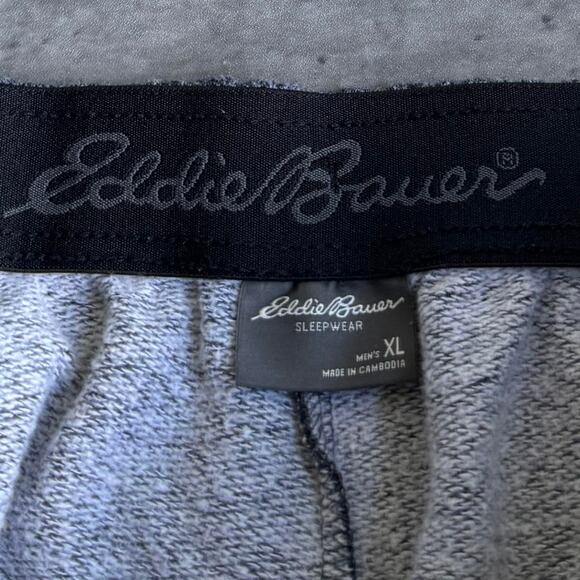 Eddie Bauer®
Eddie Bauer
SLEEPWEAR
MEN'S XL
MADE IN CAMBODIA